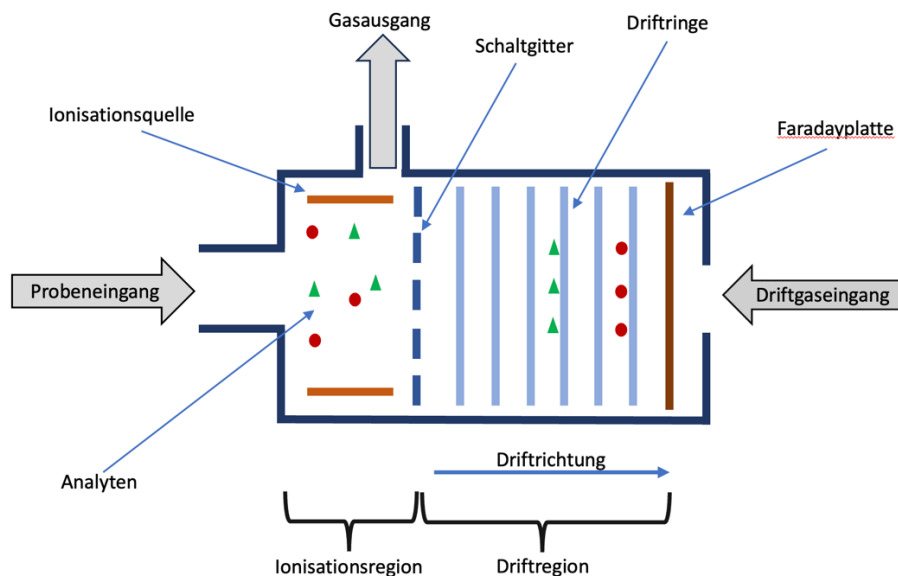 Gasausgang
Driftringe
Schaltgitter
Ionisationsquelle
Faradayplatte
Probeneingang
Driftgaseingang
Driftrichtung
Analyten
Ionisationsregion
Driftregion